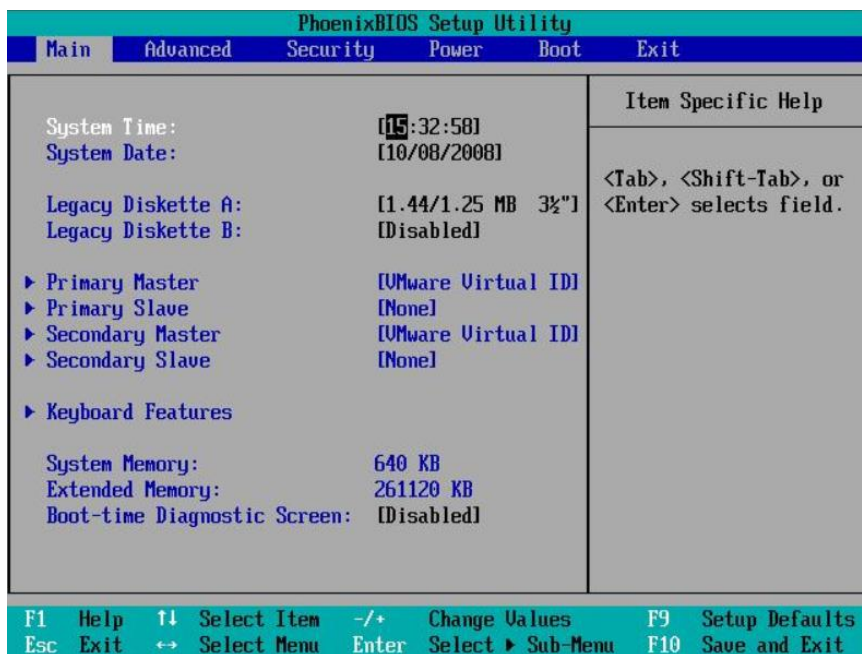 PhoenixBIOS Setup Utility
Main Advanced Security Power Boot Exit
Item Specific Help
System Time: [15:32:58]
System Date: [10/08/2008]
<Tab>, <Shift-Tab>, or
<Enter> selects field.
Legacy Diskette A: [1.44/1.25 MB 3½"]
Legacy Diskette B: [Disabled]
Primary Master [VMware Virtual ID]
Primary Slave [None]
Secondary Master [VMware Virtual ID]
Secondary Slave [None]
Keyboard Features
System Memory: 640 KB
Extended Memory: 261120 KB
Boot-time Diagnostic Screen: [Disabled]
F1 Help ↑↓ Select Item -/+ Change Values F9 Setup Defaults
Esc Exit ↔ Select Menu Enter Select ▶ Sub-Menu F10 Save and Exit